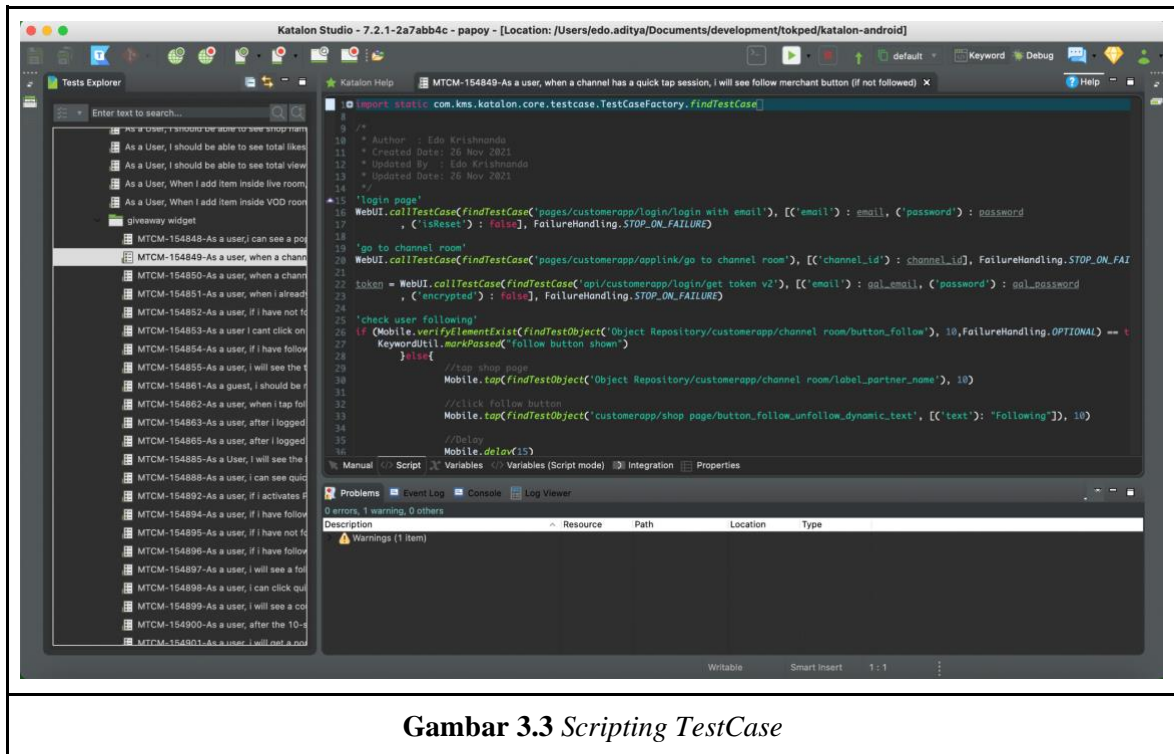 Katalon Studio - 7.2.1-2a7abb4c - papoy - [Location: /Users/edo.aditya/Documents/development/tokped/katalon-android]
default Keyword Debug
Tests Explorer
Enter text to search...
As a User, I should be able to see shop nam
As a User, I should be able to see total likes
As a User, I should be able to see total view
As a User, When I add item inside live room,
As a User, When I add item inside VOD room
giveaway widget
MTCM-154848-As a user,i can see a pop
MTCM-154849-As a user, when a chann
MTCM-154850-As a user, when a chann
MTCM-154851-As a user, when i already
MTCM-154852-As a user, if i have not fo
MTCM-154853-As a user I cant click on
MTCM-154854-As a user, if i have follow
MTCM-154855-As a user, i will see the t
MTCM-154861-As a guest, i should be r
MTCM-154862-As a user, when i tap fol
MTCM-154863-As a user, after i logged
MTCM-154865-As a user, after i logged
MTCM-154885-As a User, I will see the
MTCM-154888-As a user, i can see quic
MTCM-154892-As a user, if i activates F
MTCM-154894-As a user, if i have follow
MTCM-154895-As a user, if i have not fo
MTCM-154896-As a user, if i have follow
MTCM-154897-As a user, i will see a fol
MTCM-154898-As a user, i can click qui
MTCM-154899-As a user, i will see a co
MTCM-154900-As a user, after the 10-s
MTCM-154901-As a user, i will get a po
Katalon Help MTCM-154849-As a user, when a channel has a quick tap session, i will see follow merchant button (if not followed) Help
1 import static com.kms.katalon.core.testcase.TestCaseFactory.findTestCase
8
9 /*
10 * Author : Edo Krishnanda
11 * Created Date: 26 Nov 2021
12 * Updated By : Edo Krishnanda
13 * Updated Date: 26 Nov 2021
14 */
15 'login page'
16 WebUI.callTestCase(findTestCase('pages/customerapp/login/login with email'), [('email') : email, ('password') : password
17 , ('isReset') : false], FailureHandling.STOP_ON_FAILURE)
18
19 'go to channel room'
20 WebUI.callTestCase(findTestCase('pages/customerapp/applink/go to channel room'), [('channel_id') : channel_id], FailureHandling.STOP_ON_FAI
21
22 token = WebUI.callTestCase(findTestCase('api/customerapp/login/get token v2'), [('email') : gql_email, ('password') : gql_password
23 , ('encrypted') : false], FailureHandling.STOP_ON_FAILURE)
24
25 'check user following'
26 if (Mobile.verifyElementExist(findTestObject('Object Repository/customerapp/channel room/button_follow'), 10,FailureHandling.OPTIONAL) == t
27 KeywordUtil.markPassed("follow button shown")
28 }else{
29 //tap shop page
30 Mobile.tap(findTestObject('Object Repository/customerapp/channel room/label_partner_name'), 10)
31
32 //click follow button
33 Mobile.tap(findTestObject('customerapp/shop page/button_follow_unfollow_dynamic_text', [('text'): "Following"]), 10)
34
35 //Delay
36 Mobile.delay(15)
Manual Script Variables Variables (Script mode) Integration Properties
Problems Event Log Console Log Viewer
0 errors, 1 warning, 0 others
Description Resource Path Location Type
Warnings (1 item)
Writable Smart Insert 1 : 1
Gambar 3.3 Scripting TestCase